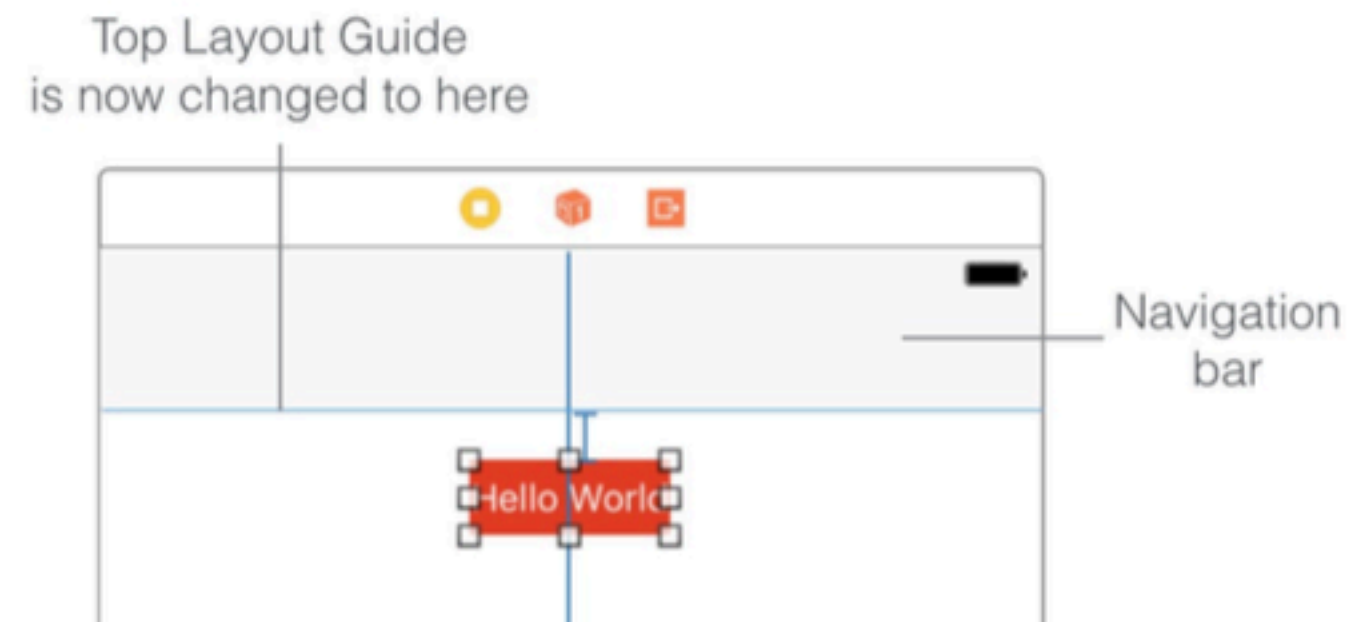 Top Layout Guide
is now changed to here
Navigation
bar
Hello World